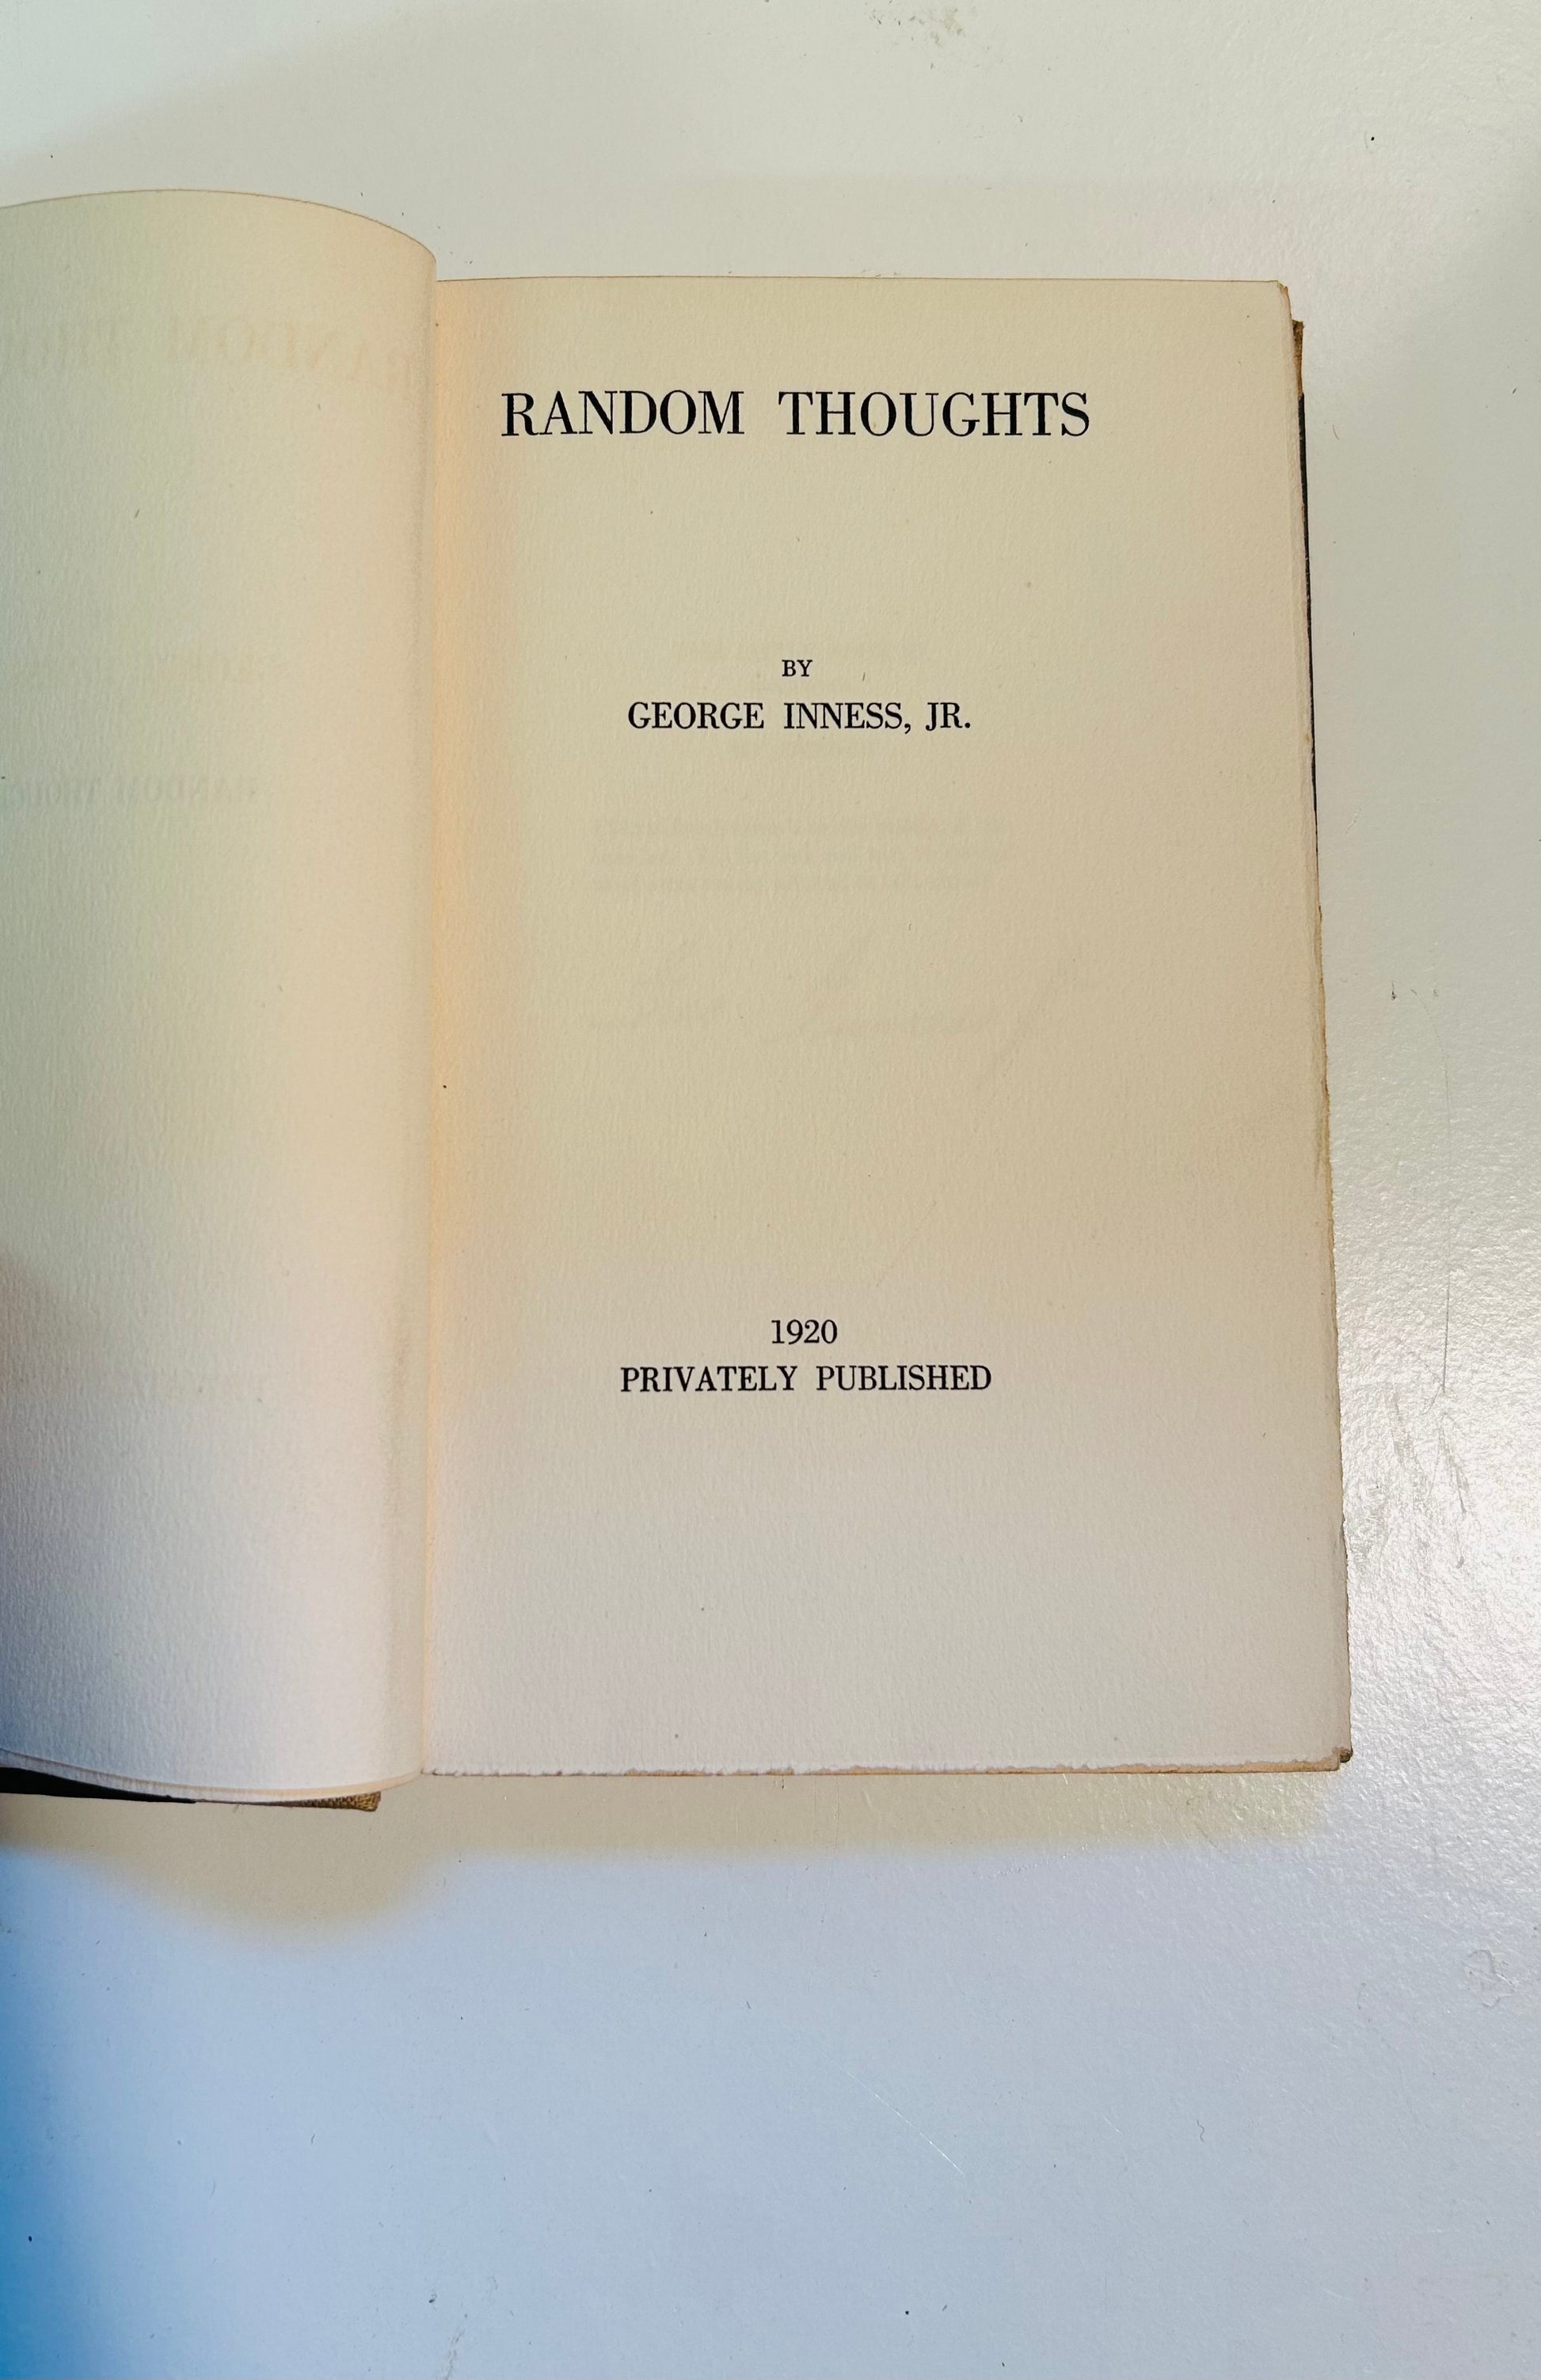 RANDOM THOUGHTS
BY
GEORGE INNESS, JR.
1920
PRIVATELY PUBLISHED